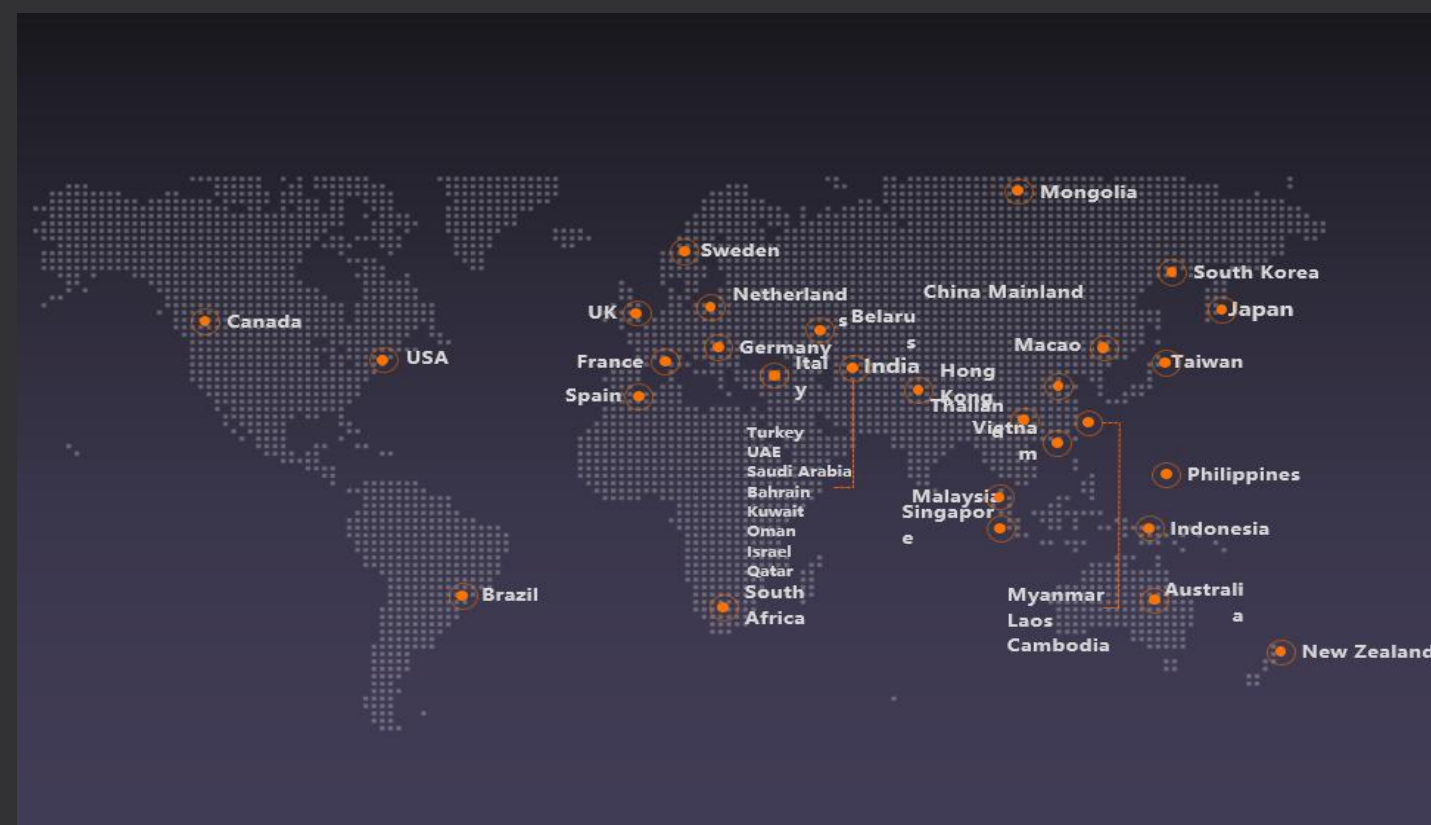 Mongolia
Sweden
South Korea
Netherland
s
China Mainland
UK
Belaru
s
Japan
Canada
USA
France
Germany
Ital
y
India
Macao
Taiwan
Hong
Kong
Spain
Thailan
d
Vietna
m
Turkey
UAE
Saudi Arabia
Bahrain
Kuwait
Oman
Israel
Qatar
Philippines
Malaysia
Singapor
e
Indonesia
Brazil
South
Africa
Myanmar
Laos
Cambodia
Australi
a
New Zealand